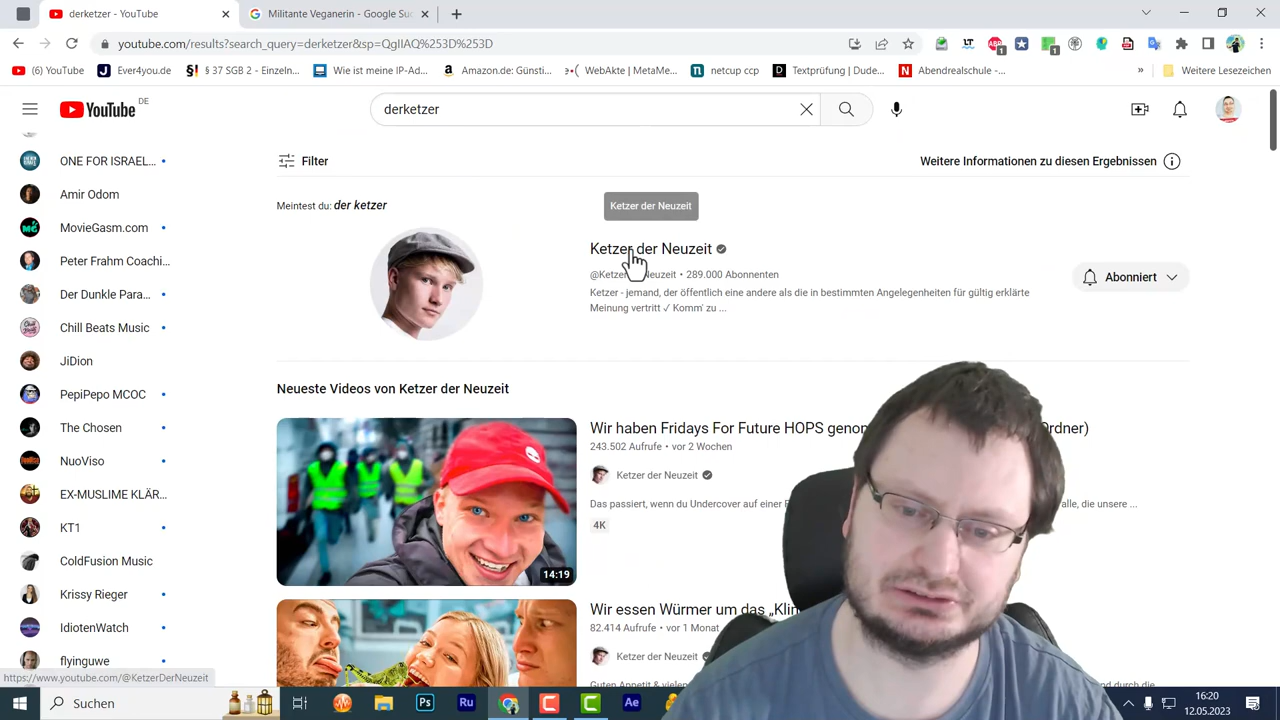 derketzer - YouTube
Militante Veganerin - Google Suc
youtube.com/results?search_query=derketzer&sp=QgIIAQ%253D%253D
(6) YouTube
Ever4you.de
§ 37 SGB 2 - Einzeln...
Wie ist meine IP-Ad...
Amazon.de: Günsti...
WebAkte | MetaMe...
netcup ccp
Textprüfung | Dude...
Abendrealschule -...
»
Weitere Lesezeichen
YouTube DE
derketzer
ONE FOR ISRAEL...
Amir Odom
MovieGasm.com
Peter Frahm Coachi...
Der Dunkle Para...
Chill Beats Music
JiDion
PepiPepo MCOC
The Chosen
NuoViso
EX-MUSLIME KLÄR...
KT1
ColdFusion Music
Krissy Rieger
IdiotenWatch
flyinguwe
Filter
Weitere Informationen zu diesen Ergebnissen
Meintest du: der ketzer
Ketzer der Neuzeit
Ketzer der Neuzeit
@Ketzer Neuzeit • 289.000 Abonnenten
Ketzer - jemand, der öffentlich eine andere als die in bestimmten Angelegenheiten für gültig erklärte
Meinung vertritt ✓ Komm' zu ...
Abonniert
Neueste Videos von Ketzer der Neuzeit
14:19
Wir haben Fridays For Future HOPS Ordner)
243.502 Aufrufe • vor 2 Wochen
Ketzer der Neuzeit
Das passiert, wenn du Undercover auf einer alle, die unsere ...
4K
Wir essen Würmer um das
82.414 Aufrufe • vor 1 Monat
Ketzer der Neuzeit
https://www.youtube.com/@KetzerDerNeuzeit
Suchen
Ps
Ru
Ae
16:20
12.05.2023